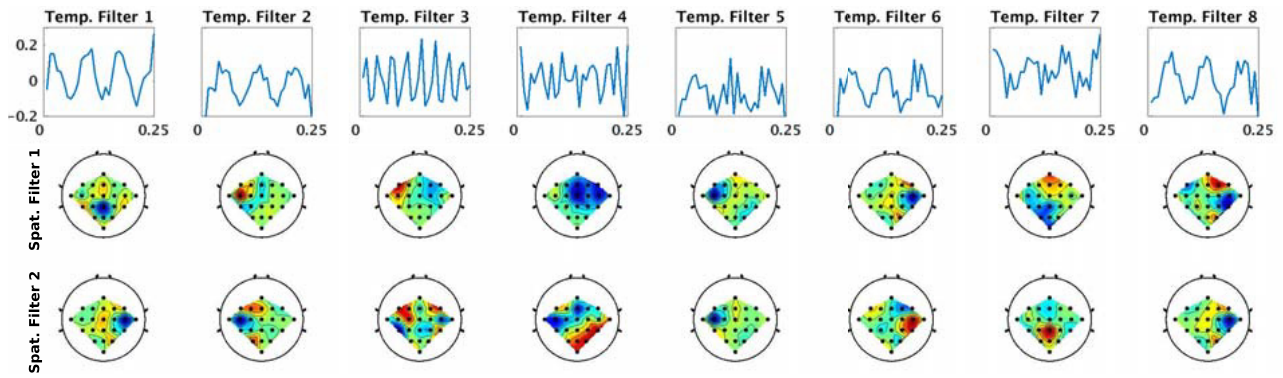 Temp. Filter 1 Temp. Filter 2 Temp. Filter 3 Temp. Filter 4 Temp. Filter 5 Temp. Filter 6 Temp. Filter 7 Temp. Filter 8
0.2
0
−0.2
0 0.25 0 0.25 0 0.25 0 0.25 0 0.25 0 0.25 0 0.25 0 0.25
Spat. Filter 1
Spat. Filter 2